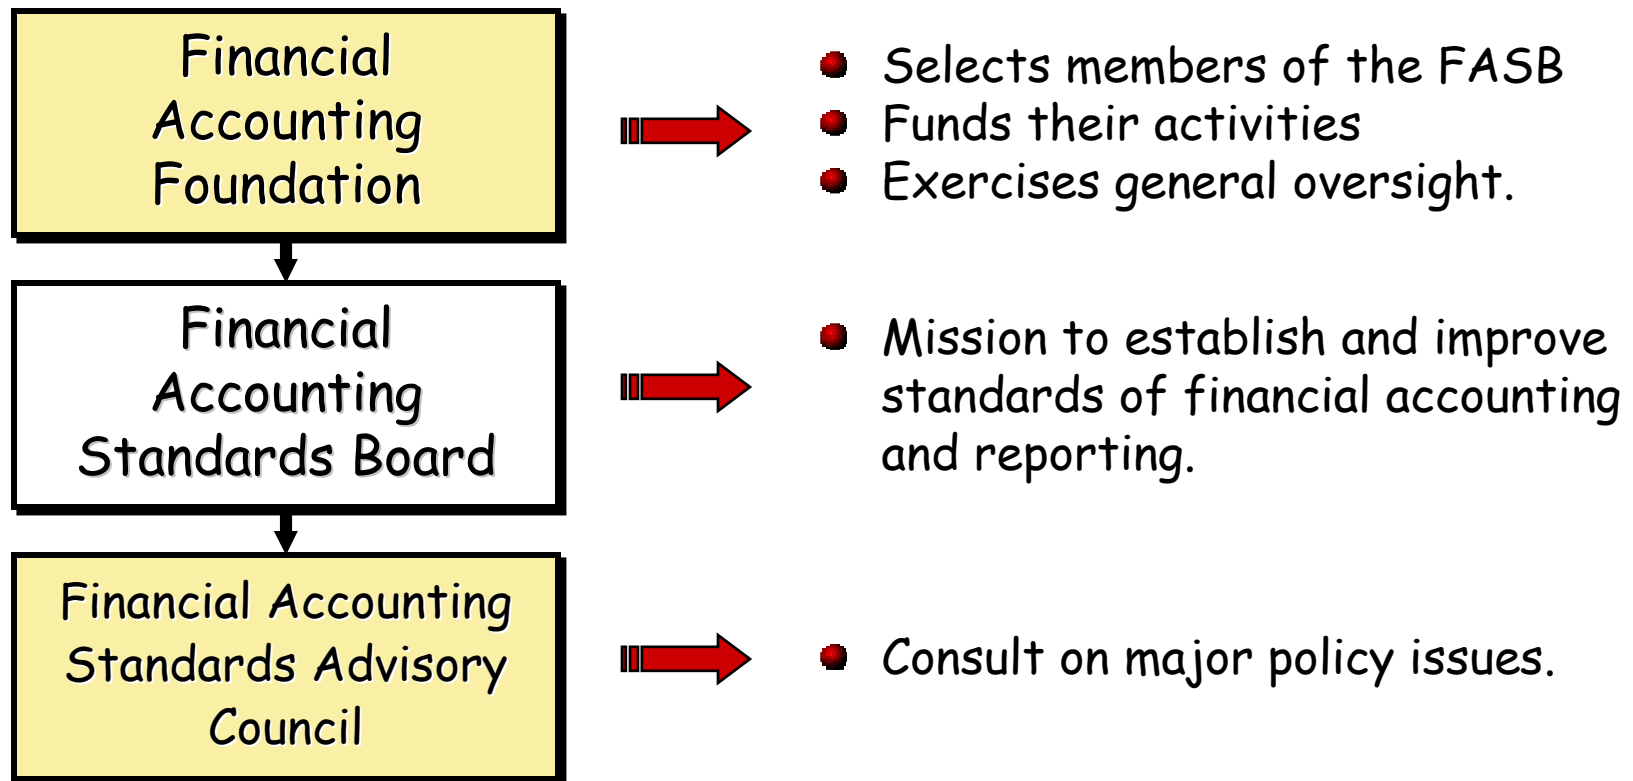 Financial
Accounting
Foundation
Selects members of the FASB
Funds their activities
Exercises general oversight.
Financial
Accounting
Standards Board
Mission to establish and improve
standards of financial accounting
and reporting.
Financial Accounting
Standards Advisory
Council
Consult on major policy issues.